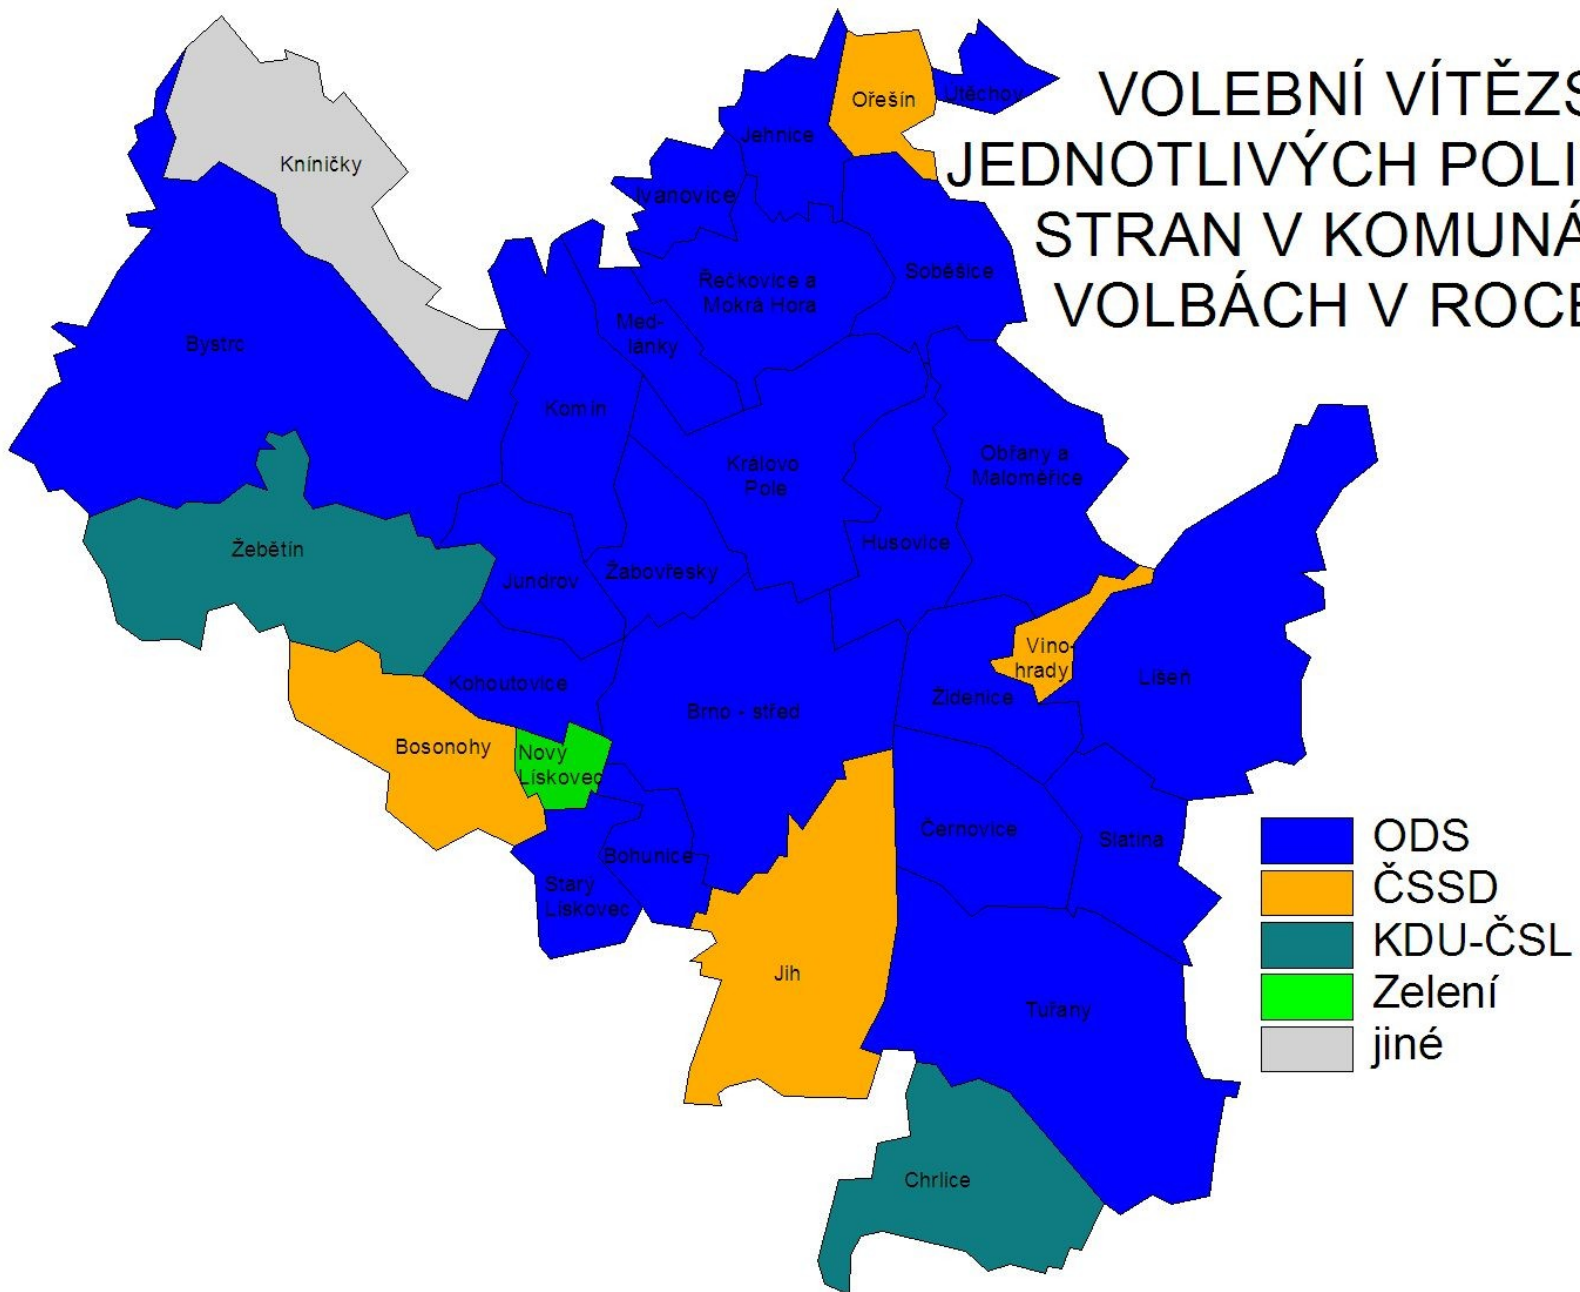 VOLEBNÍ VÍTĚZS
JEDNOTLIVÝCH POLI
STRAN V KOMUNÁ
VOLBÁCH V ROCE
Ořešín
Útěchov
Jehnice
Kníničky
Ivanovice
Soběšice
Řečkovice a
Mokrá Hora
Med-
lánky
Bystrc
Komín
Královo
Pole
Obřany a
Maloměřice
Husovice
Žebětín
Jundrov
Žabovřesky
Vino-
hrady
Líšeň
Kohoutovice
Židenice
Brno - střed
Bosonohy
Nový
Lískovec
Černovice
Slatina
Bohunice
Starý
Lískovec
Jih
Tuřany
Chrlice
ODS
ČSSD
KDU-ČSL
Zelení
jiné